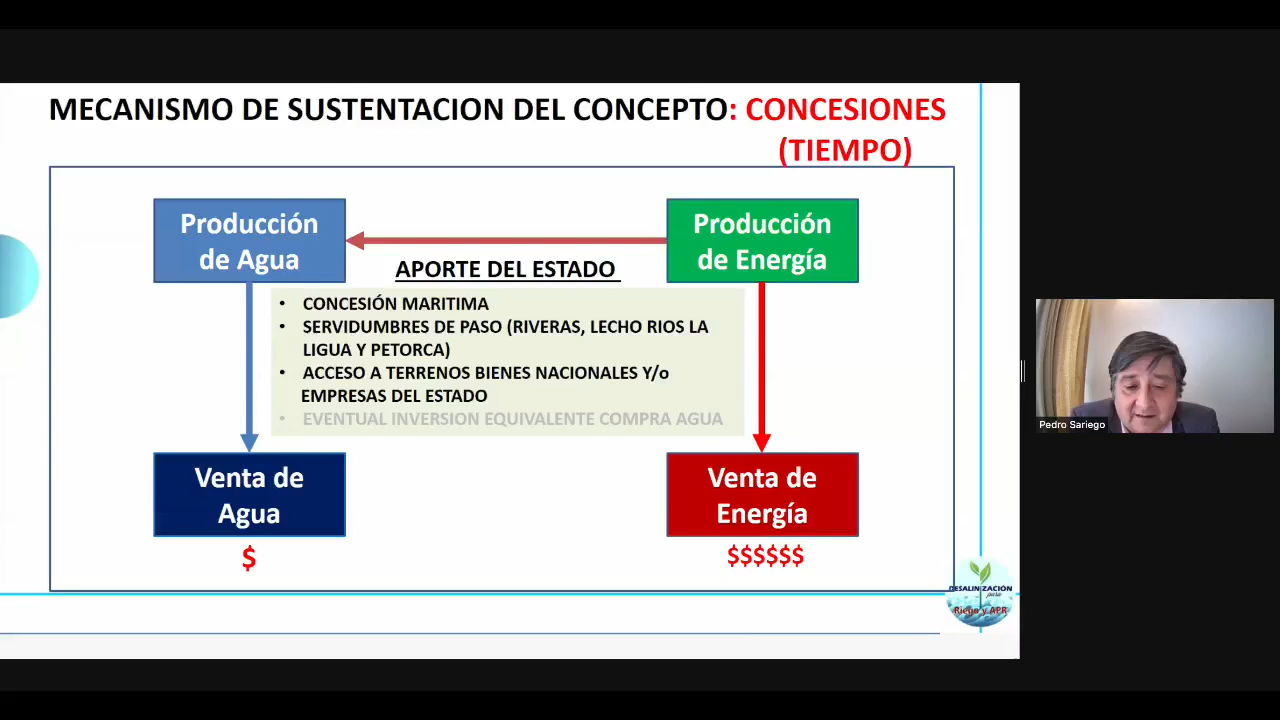 MECANISMO DE SUSTENTACION DEL CONCEPTO: CONCESIONES
(TIEMPO)
Producción
de Agua
Producción
de Energía
APORTE DEL ESTADO
• CONCESIÓN MARITIMA
• SERVIDUMBRES DE PASO (RIVERAS, LECHO RIOS LA
LIGUA Y PETORCA)
• ACCESO A TERRENOS BIENES NACIONALES Y/o
EMPRESAS DEL ESTADO
• EVENTUAL INVERSION EQUIVALENTE COMPRA AGUA
Venta de
Agua
$
Venta de
Energía
$$$$$$
DESALINIZACIÓN
para
Riego y APR
Pedro Sariego